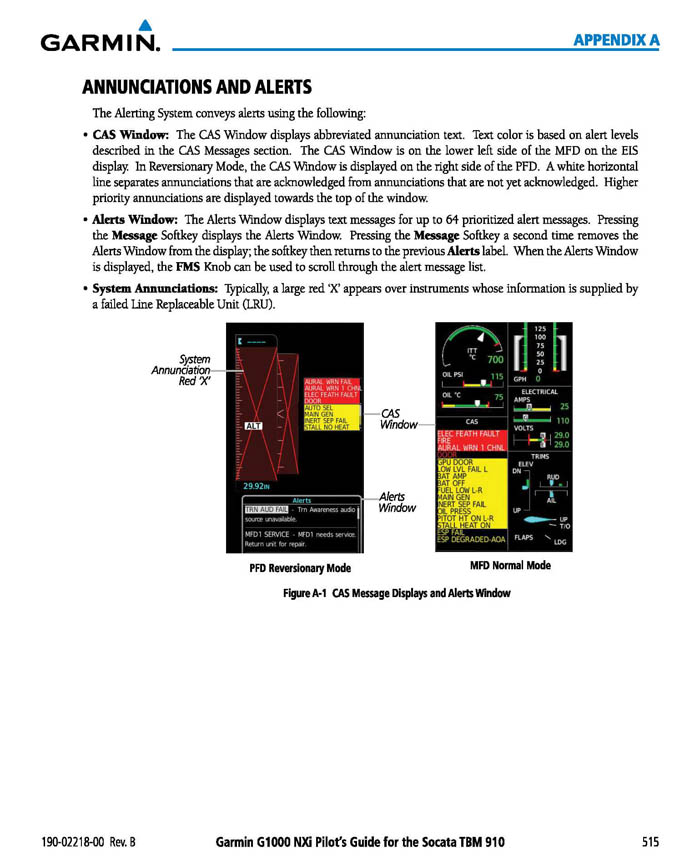 GARMIN.
APPENDIX A
ANNUNCIATIONS AND ALERTS
The Alerting System conveys alerts using the following:
• CAS Window: The CAS Window displays abbreviated annunciation text. Text color is based on alert levels
described in the CAS Messages section. The CAS Window is on the lower left side of the MFD on the EIS
display. In Reversionary Mode, the CAS Window is displayed on the right side of the PFD. A white horizontal
line separates annunciations that are acknowledged from annunciations that are not yet acknowledged. Higher
priority annunciations are displayed towards the top of the window.
• Alerts Window: The Alerts Window displays text messages for up to 64 prioritized alert messages. Pressing
the Message Softkey displays the Alerts Window. Pressing the Message Softkey a second time removes the
Alerts Window from the display; the softkey then returns to the previous Alerts label. When the Alerts Window
is displayed, the FMS Knob can be used to scroll through the alert message list.
• System Annunciations: Typically, a large red 'X' appears over instruments whose information is supplied by
a failed Line Replaceable Unit (LRU).
System
Annunciation
Red 'X'
ALT
29.92IN
AURAL WRN FAIL
AURAL WRN 1 CHNL
ELEC FEATH FAULT
DOOR
AUTO SEL
MAIN GEN
INERT SEP FAIL
STALL NO HEAT
Alerts
TRN AUD FAIL - Trn Awareness audio
source unavailable.
MFD1 SERVICE - MFD1 needs service.
Return unit for repair.
CAS
Window
Alerts
Window
ITT
°C
700
OIL PSI
115
OIL °C
75
CAS
ELEC FEATH FAULT
FIRE
AURAL WRN 1 CHNL
DOOR
GPU DOOR
LOW LVL FAIL L
BAT AMP
BAT OFF
FUEL LOW L-R
MAIN GEN
INERT SEP FAIL
OIL PRESS
PITOT HT ON L-R
STALL HEAT ON
ESP FAIL
ESP DEGRADED-AOA
125
100
75
50
25
0
GPH 0
ELECTRICAL
AMPS
25
110
VOLTS
29.0
29.0
TRIMS
ELEV
DN
RUD
AIL
UP
UP
T/O
FLAPS
LDG
PFD Reversionary Mode
MFD Normal Mode
Figure A-1 CAS Message Displays and Alerts Window
190-02218-00 Rev. B
Garmin G1000 NXi Pilot's Guide for the Socata TBM 910
515